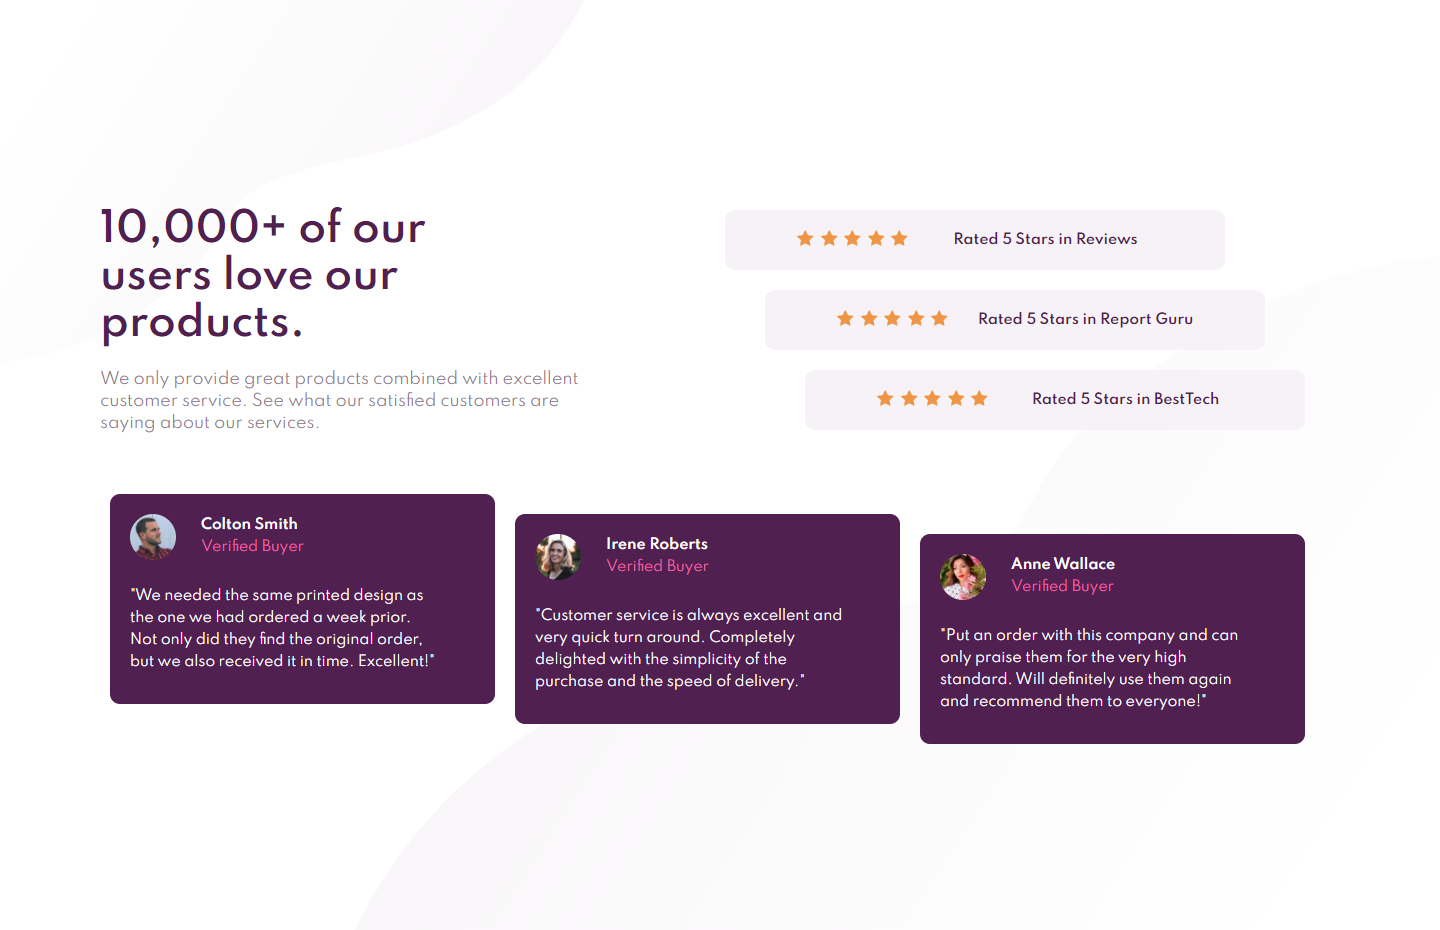 10,000+ of our
users love our
products.
We only provide great products combined with excellent
customer service. See what our satisfied customers are
saying about our services.
Rated 5 Stars in Reviews
Rated 5 Stars in Report Guru
Rated 5 Stars in BestTech
Colton Smith
Verified Buyer
"We needed the same printed design as
the one we had ordered a week prior.
Not only did they find the original order,
but we also received it in time. Excellent!"
Irene Roberts
Verified Buyer
"Customer service is always excellent and
very quick turn around. Completely
delighted with the simplicity of the
purchase and the speed of delivery."
Anne Wallace
Verified Buyer
"Put an order with this company and can
only praise them for the very high
standard. Will definitely use them again
and recommend them to everyone!"